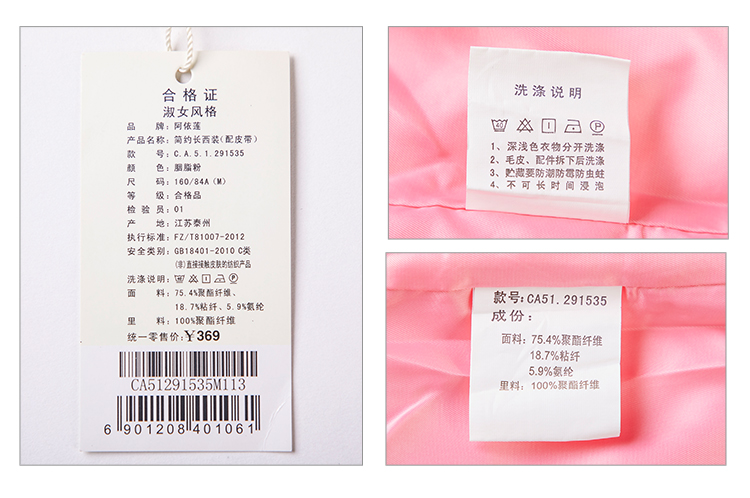 合格证
淑女风格
品 牌: 阿依莲
产品名称: 简约长西装(配皮带)
款 号: C.A.5.1.291535
颜 色: 胭脂粉
尺 码: 160/84A(M)
等 级: 合格品
检 验 员: 01
产 地: 江苏泰州
执行标准: FZ/T81007-2012
安全类别: GB18401-2010 C类
(非)直接接触皮肤的纺织产品
洗涤说明:
面 料: 75.4%聚酯纤维、
18.7%粘纤、5.9%氨纶
里 料: 100%聚酯纤维
统一零售价: ¥369
CA51291535M113
6 901208 401061
洗涤说明
40 P
1、深浅色衣物分开洗涤
2、毛皮、配件拆下后洗涤
3、贮藏要防潮防霉防虫蛀
4、不可长时间浸泡
款号: CA51.291535
成份:
面料: 75.4%聚酯纤维
18.7%粘纤
5.9%氨纶
里料: 100%聚酯纤维